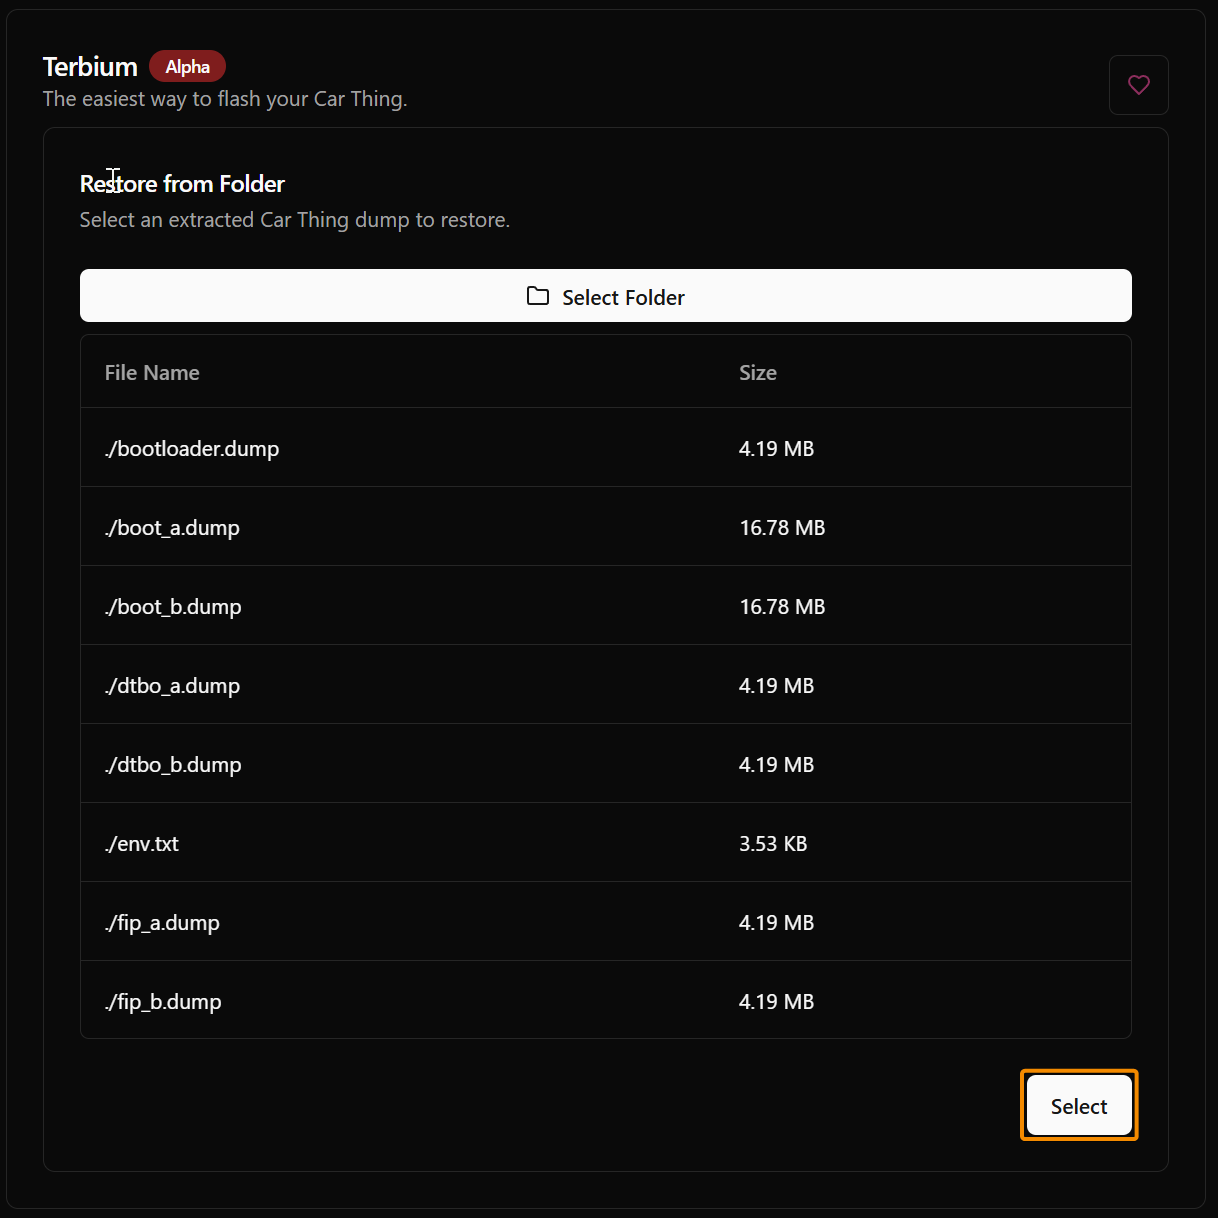 Terbium Alpha
The easiest way to flash your Car Thing.
Restore from Folder
Select an extracted Car Thing dump to restore.
Select Folder
File Name Size
./bootloader.dump 4.19 MB
./boot_a.dump 16.78 MB
./boot_b.dump 16.78 MB
./dtbo_a.dump 4.19 MB
./dtbo_b.dump 4.19 MB
./env.txt 3.53 KB
./fip_a.dump 4.19 MB
./fip_b.dump 4.19 MB
Select